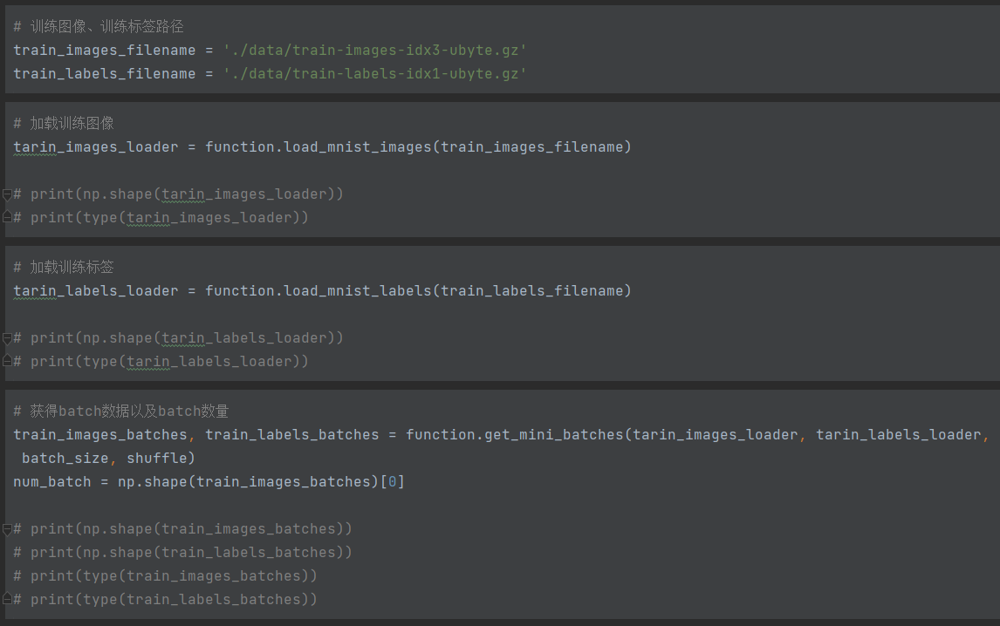 # 训练图像、训练标签路径
train_images_filename = './data/train-images-idx3-ubyte.gz'
train_labels_filename = './data/train-labels-idx1-ubyte.gz'
# 加载训练图像
tarin_images_loader = function.load_mnist_images(train_images_filename)
# print(np.shape(tarin_images_loader))
# print(type(tarin_images_loader))
# 加载训练标签
tarin_labels_loader = function.load_mnist_labels(train_labels_filename)
# print(np.shape(tarin_labels_loader))
# print(type(tarin_labels_loader))
# 获得batch数据以及batch数量
train_images_batches, train_labels_batches = function.get_mini_batches(tarin_images_loader, tarin_labels_loader,
batch_size, shuffle)
num_batch = np.shape(train_images_batches)[0]
# print(np.shape(train_images_batches))
# print(np.shape(train_labels_batches))
# print(type(train_images_batches))
# print(type(train_labels_batches))